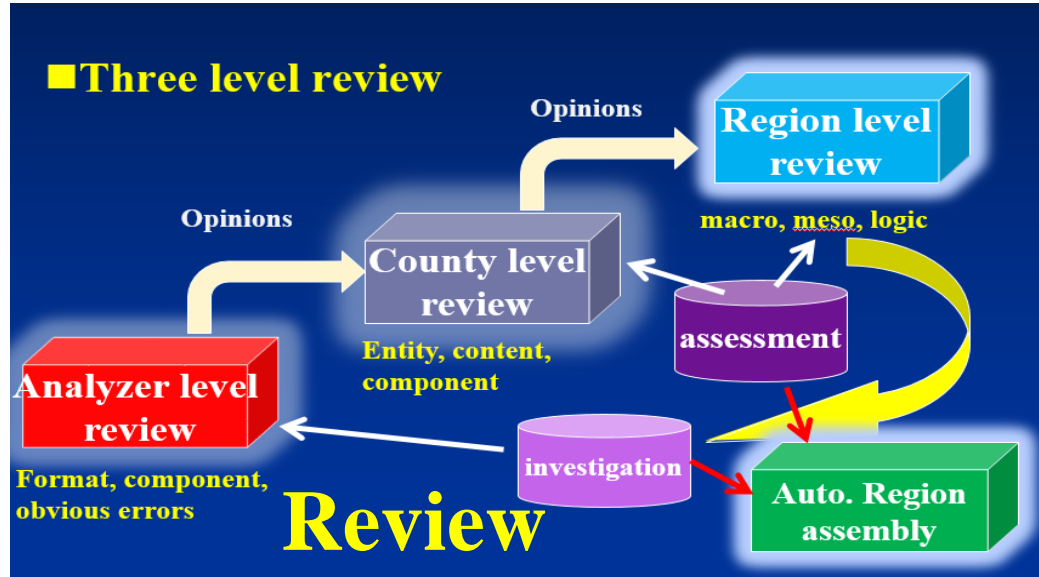 ■Three level review
Opinions
Region level
review
Opinions
macro, meso, logic
County level
review
assessment
Entity, content,
component
Analyzer level
review
investigation
Format, component,
obvious errors
Review
Auto. Region
assembly